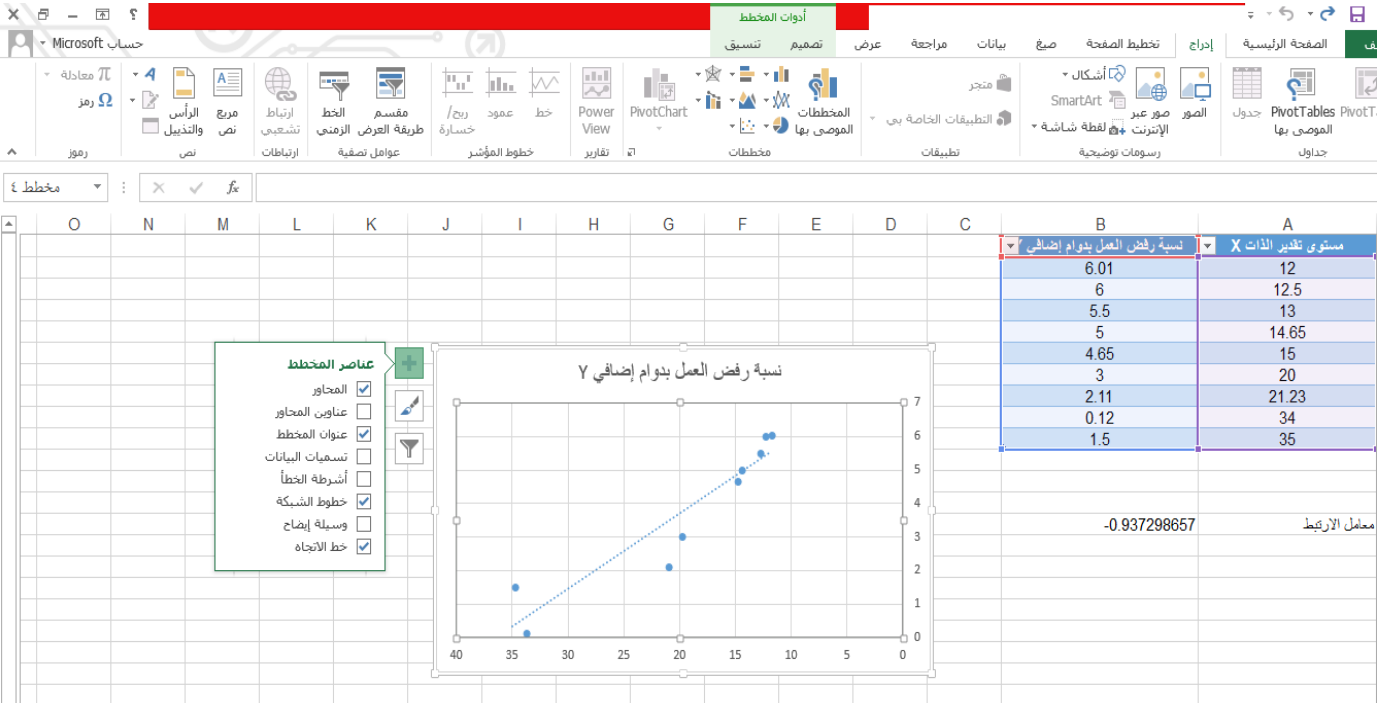 أدوات المخطط
؟
الصفحة الرئيسية إدراج تخطيط الصفحة صيغ بيانات مراجعة عرض تصميم تنسيق
حساب Microsoft
PivotTables
الموصى بها
جدول
جداول
الصور
صور عبر
الإنترنت
أشكال
SmartArt
لقطة شاشة
رسومات توضيحية
متجر
التطبيقات الخاصة بي
تطبيقات
المخططات
الموصى بها
مخططات
PivotChart
Power
View
تقارير
خط
عمود
ربح/
خسارة
خطوط المؤشر
مقسم
طريقة العرض
الخط
الزمني
عوامل تصفية
ارتباط
تشعبي
ارتباطات
مربع
نص
الرأس
والتذييل
نص
π معادلة
Ω رمز
رموز
مخطط ٤
fx
A B C D E F G H I J K L M N O
مستوى تقدير الذات X نسبة رفض العمل بدوام إضافي
12 6.01
12.5 6
13 5.5
14.65 5
15 4.65
20 3
21.23 2.11
34 0.12
35 1.5
معامل الارتبط -0.937298657
نسبة رفض العمل بدوام إضافي Y
7
6
5
4
3
2
1
0
40 35 30 25 20 15 10 5 0
عناصر المخطط
المحاور
عناوين المحاور
عنوان المخطط
تسميات البيانات
أشرطة الخطأ
خطوط الشبكة
وسيلة إيضاح
خط الاتجاه